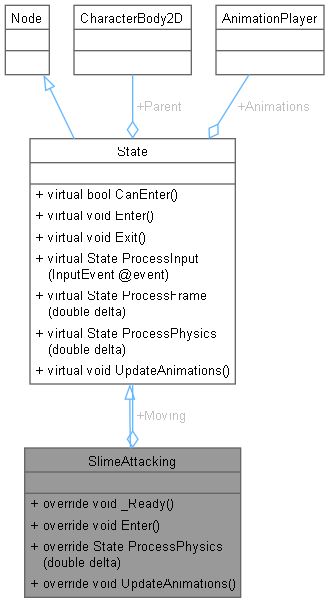 Node
CharacterBody2D
AnimationPlayer
+Parent
+Animations
State
+ virtual bool CanEnter()
+ virtual void Enter()
+ virtual void Exit()
+ virtual State ProcessInput
(InputEvent @event)
+ virtual State ProcessFrame
(double delta)
+ virtual State ProcessPhysics
(double delta)
+ virtual void UpdateAnimations()
+Moving
SlimeAttacking
+ override void _Ready()
+ override void Enter()
+ override State ProcessPhysics
(double delta)
+ override void UpdateAnimations()